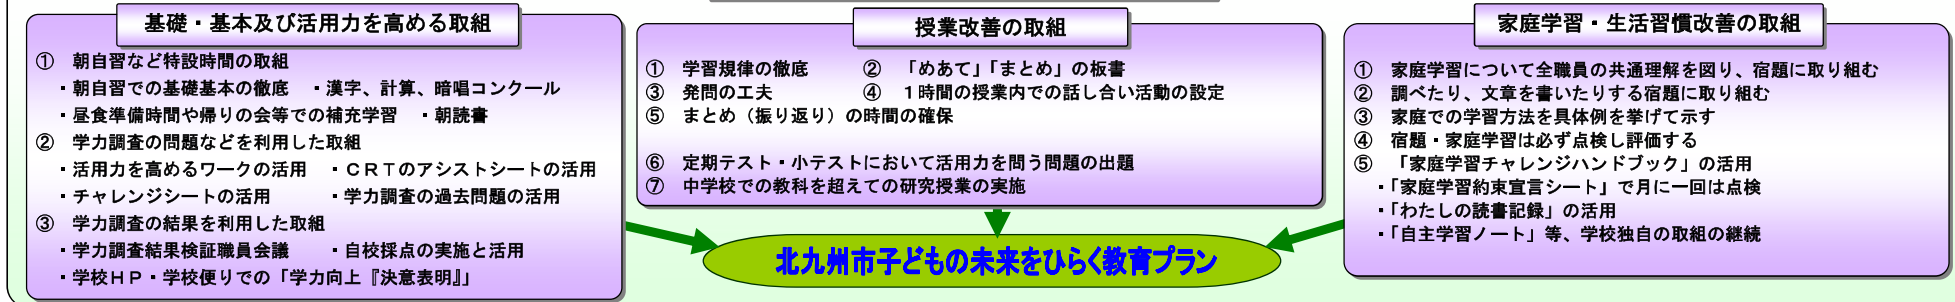 基礎・基本及び活用力を高める取組
① 朝自習など特設時間の取組
・朝自習での基礎基本の徹底 ・漢字、計算、暗唱コンクール
・昼食準備時間や帰りの会等での補充学習 ・朝読書
② 学力調査の問題などを利用した取組
・活用力を高めるワークの活用 ・ＣＲＴのアシストシートの活用
・チャレンジシートの活用 ・学力調査の過去問題の活用
③ 学力調査の結果を利用した取組
・学力調査結果検証職員会議 ・自校採点の実施と活用
・学校ＨＰ・学校便りでの「学力向上『決意表明』」
授業改善の取組
① 学習規律の徹底 ② 「めあて」「まとめ」の板書
③ 発問の工夫 ④ １時間の授業内での話し合い活動の設定
⑤ まとめ（振り返り）の時間の確保
⑥ 定期テスト・小テストにおいて活用力を問う問題の出題
⑦ 中学校での教科を超えての研究授業の実施
家庭学習・生活習慣改善の取組
① 家庭学習について全職員の共通理解を図り、宿題に取り組む
② 調べたり、文章を書いたりする宿題に取り組む
③ 家庭での学習方法を具体例を挙げて示す
④ 宿題・家庭学習は必ず点検し評価する
⑤ 「家庭学習チャレンジハンドブック」の活用
・「家庭学習約束宣言シート」で月に一回は点検
・「わたしの読書記録」の活用
・「自主学習ノート」等、学校独自の取組の継続
北九州市子どもの未来をひらく教育プラン